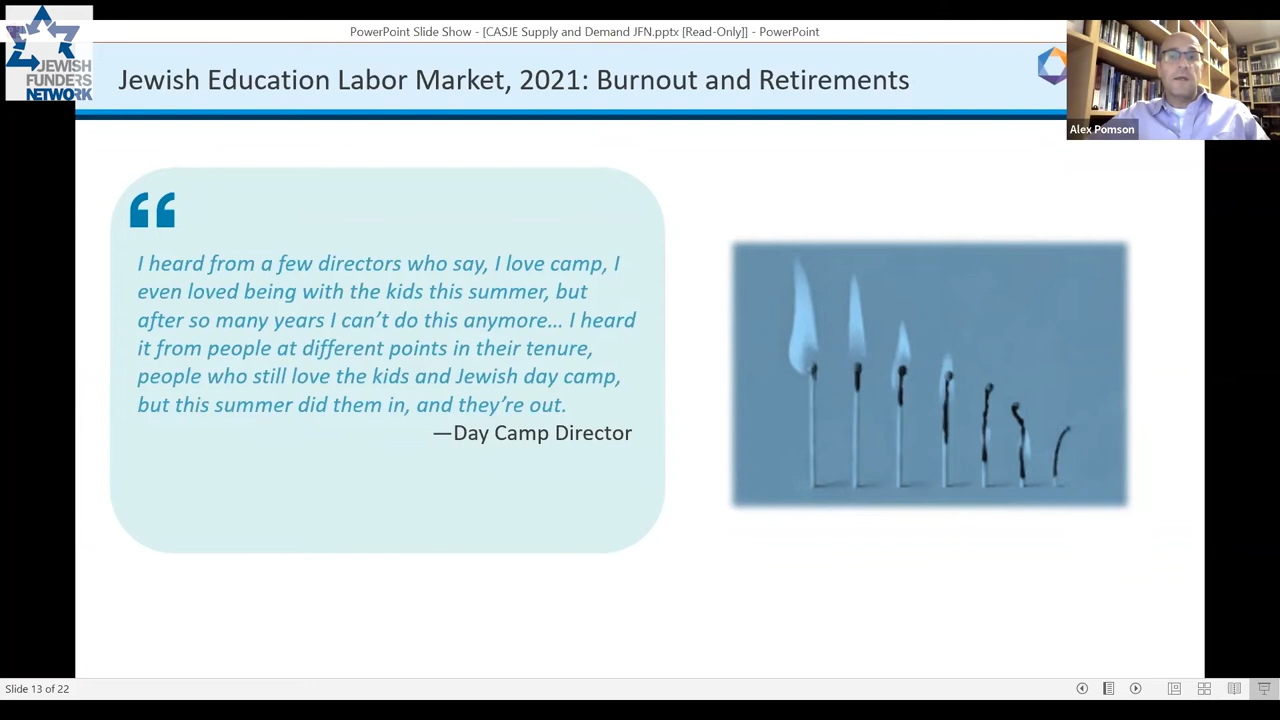 PowerPoint Slide Show - [CASJE Supply and Demand JFN.pptx [Read-Only]] - PowerPoint
JEWISH
FUNDERS
NETWORK
Jewish Education Labor Market, 2021: Burnout and Retirements
Alex Pomson
“
I heard from a few directors who say, I love camp, I
even loved being with the kids this summer, but
after so many years I can’t do this anymore… I heard
it from people at different points in their tenure,
people who still love the kids and Jewish day camp,
but this summer did them in, and they’re out.
—Day Camp Director
Slide 13 of 22